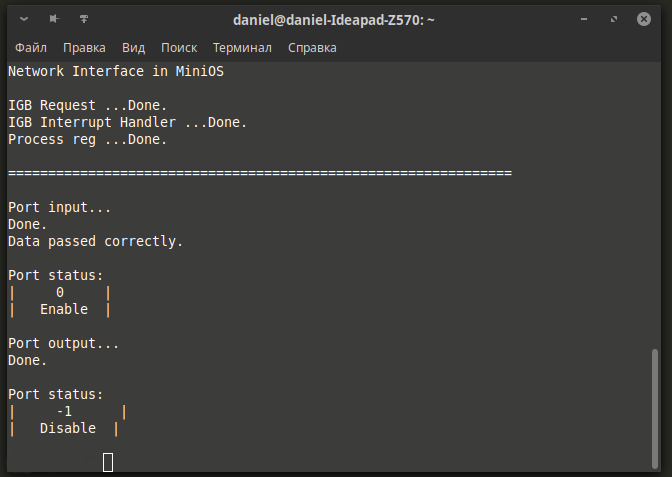 daniel@daniel-Ideapad-Z570: ~
Файл Правка Вид Поиск Терминал Справка
Network Interface in MiniOS
IGB Request ...Done.
IGB Interrupt Handler ...Done.
Process reg ...Done.
===============================================================
Port input...
Done.
Data passed correctly.
Port status:
|     0     |
|   Enable  |
Port output...
Done.
Port status:
|     -1      |
|   Disable  |